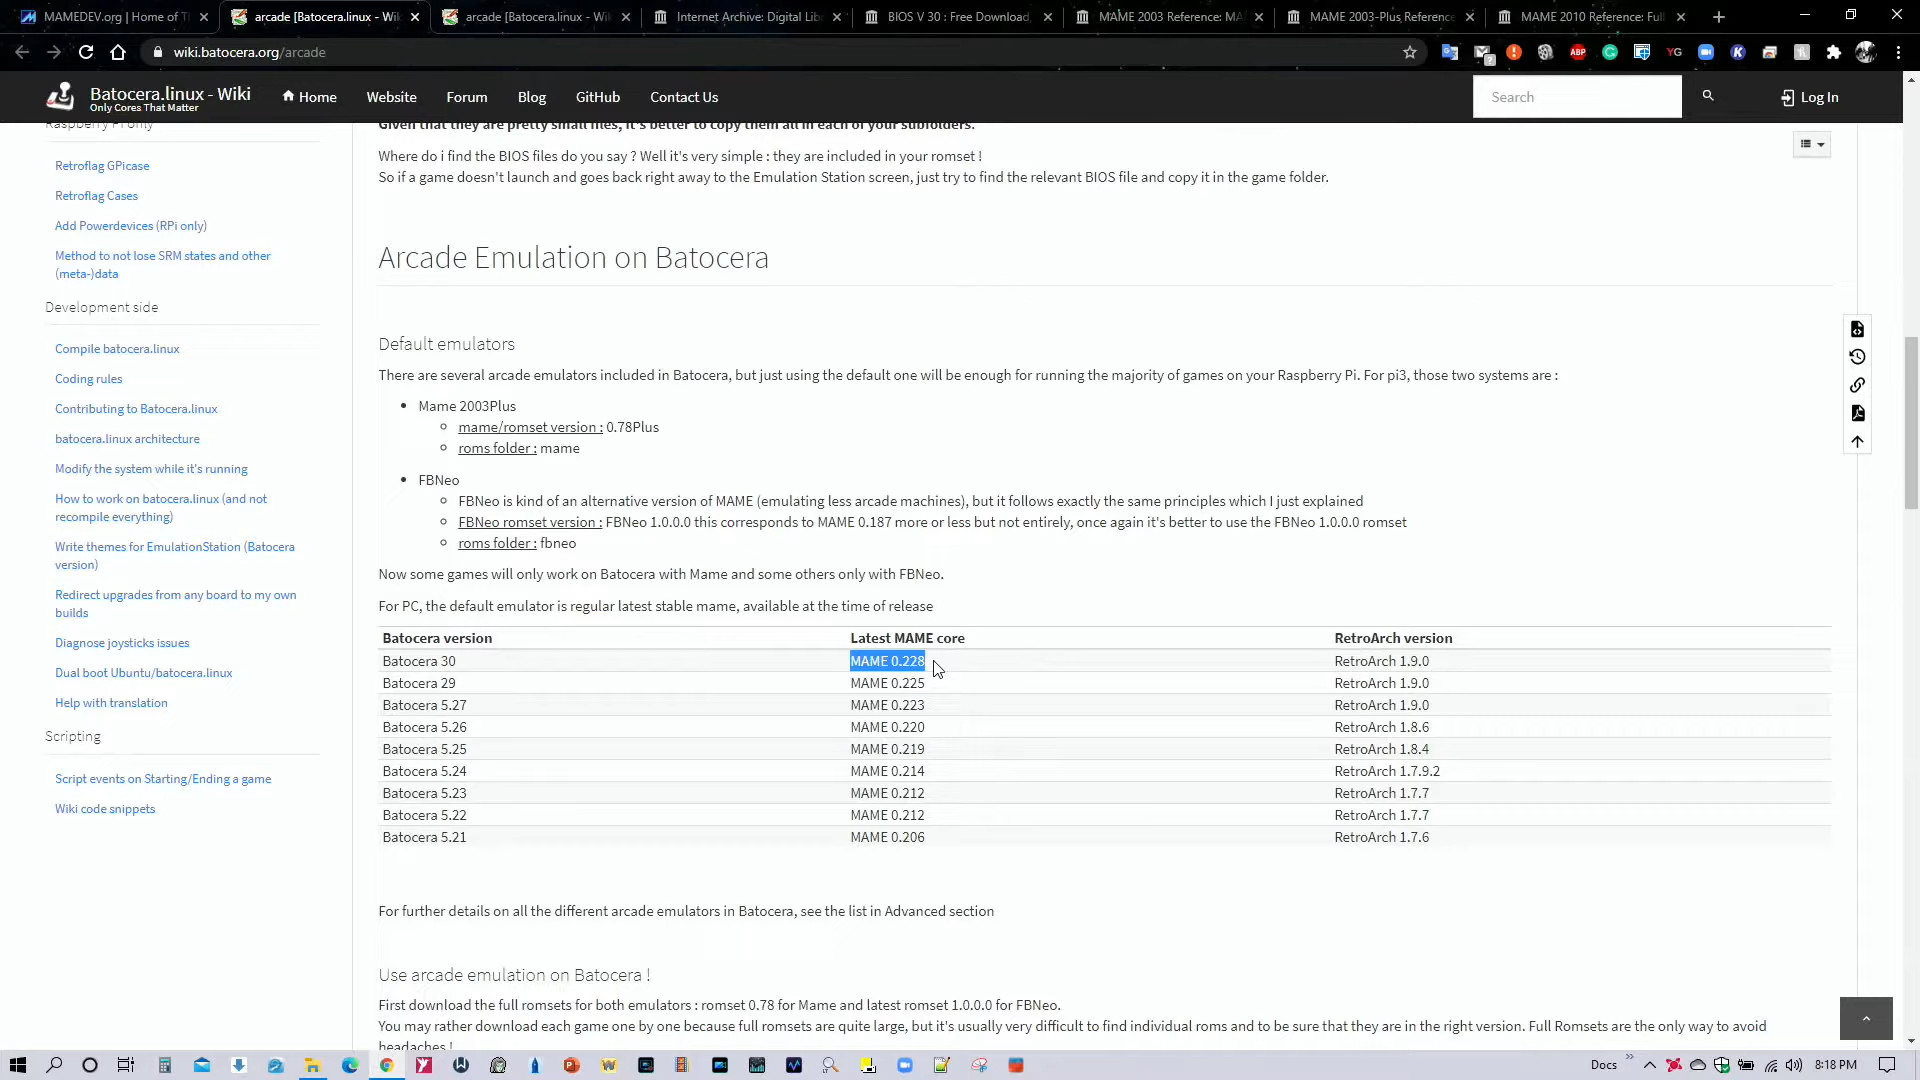 MAMEDEV.org | Home of T
arcade [Batocera.linux - Wik
arcade [Batocera.linux - Wi
Internet Archive: Digital Lib
BIOS V 30 : Free Download,
MAME 2003 Reference: MA
MAME 2003-Plus Reference
MAME 2010 Reference: Ful
wiki.batocera.org/arcade
Batocera.linux - Wiki
Only Cores That Matter
Home
Website
Forum
Blog
GitHub
Contact Us
Search
Log In
Raspberry Pi only
Retroflag GPicase
Retroflag Cases
Add Powerdevices (RPi only)
Method to not lose SRM states and other
(meta-)data
Development side
Compile batocera.linux
Coding rules
Contributing to Batocera.linux
batocera.linux architecture
Modify the system while it's running
How to work on batocera.linux (and not
recompile everything)
Write themes for EmulationStation (Batocera
version)
Redirect upgrades from any board to my own
builds
Diagnose joysticks issues
Dual boot Ubuntu/batocera.linux
Help with translation
Scripting
Script events on Starting/Ending a game
Wiki code snippets
Given that they are pretty small files, it's better to copy them all in each of your subfolders.
Where do i find the BIOS files do you say ? Well it's very simple : they are included in your romset !
So if a game doesn't launch and goes back right away to the Emulation Station screen, just try to find the relevant BIOS file and copy it in the game folder.
Arcade Emulation on Batocera
Default emulators
There are several arcade emulators included in Batocera, but just using the default one will be enough for running the majority of games on your Raspberry Pi. For pi3, those two systems are :
Mame 2003Plus
mame/romset version : 0.78Plus
roms folder : mame
FBNeo
FBNeo is kind of an alternative version of MAME (emulating less arcade machines), but it follows exactly the same principles which I just explained
FBNeo romset version : FBNeo 1.0.0.0 this corresponds to MAME 0.187 more or less but not entirely, once again it's better to use the FBNeo 1.0.0.0 romset
roms folder : fbneo
Now some games will only work on Batocera with Mame and some others only with FBNeo.
For PC, the default emulator is regular latest stable mame, available at the time of release
Batocera version Latest MAME core RetroArch version
Batocera 30 MAME 0.228 RetroArch 1.9.0
Batocera 29 MAME 0.225 RetroArch 1.9.0
Batocera 5.27 MAME 0.223 RetroArch 1.9.0
Batocera 5.26 MAME 0.220 RetroArch 1.8.6
Batocera 5.25 MAME 0.219 RetroArch 1.8.4
Batocera 5.24 MAME 0.214 RetroArch 1.7.9.2
Batocera 5.23 MAME 0.212 RetroArch 1.7.7
Batocera 5.22 MAME 0.212 RetroArch 1.7.7
Batocera 5.21 MAME 0.206 RetroArch 1.7.6
For further details on all the different arcade emulators in Batocera, see the list in Advanced section
Use arcade emulation on Batocera !
First download the full romsets for both emulators : romset 0.78 for Mame and latest romset 1.0.0.0 for FBNeo.
You may rather download each game one by one because full romsets are quite large, but it's usually very difficult to find individual roms and to be sure that they are in the right version. Full Romsets are the only way to avoid
headaches !
Docs
8:18 PM